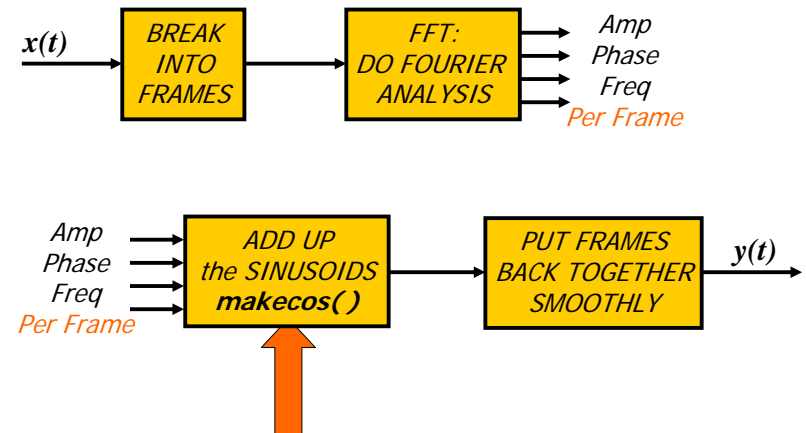 x(t)
BREAK
INTO
FRAMES
FFT:
DO FOURIER
ANALYSIS
Amp
Phase
Freq
Per Frame
Amp
Phase
Freq
Per Frame
ADD UP
the SINUSOIDS
makecos()
PUT FRAMES
BACK TOGETHER
SMOOTHLY
y(t)